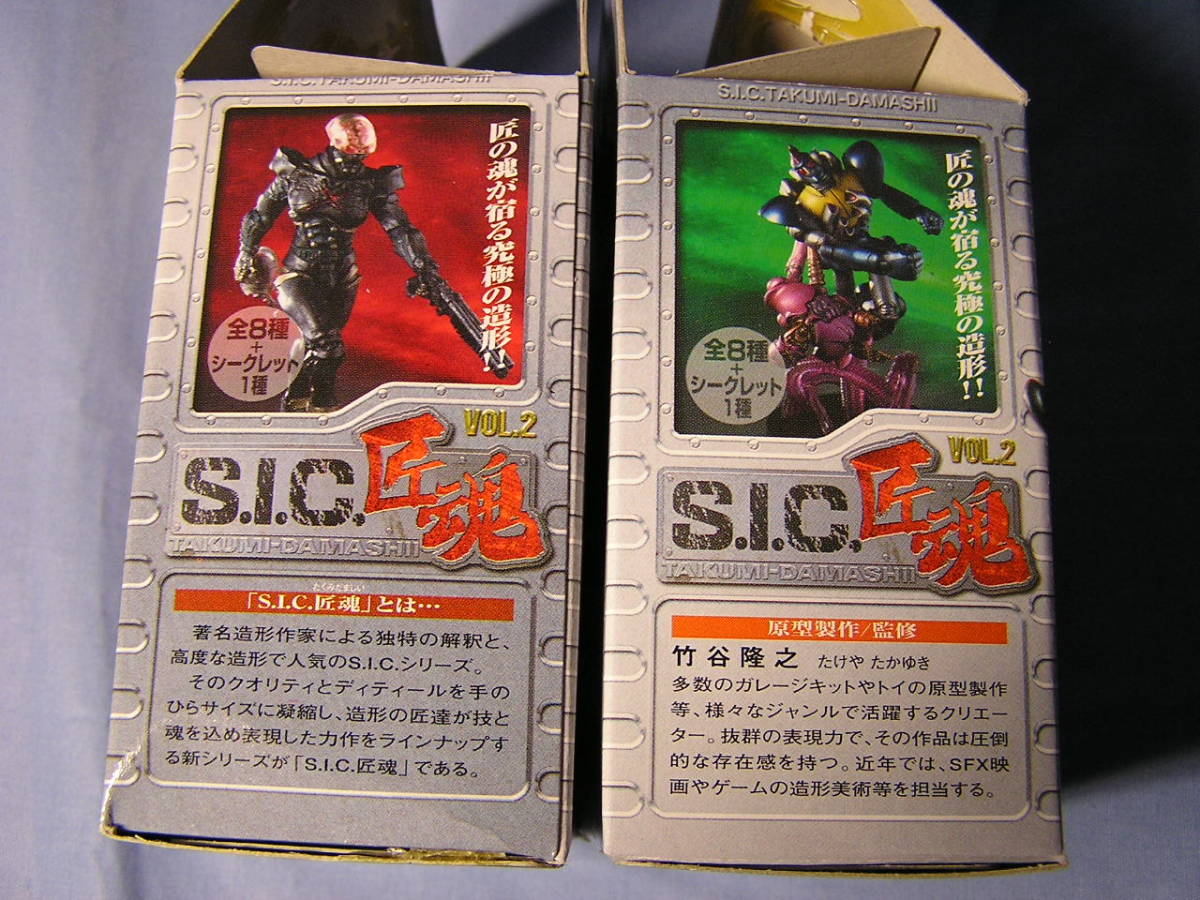 S.I.C.TAKUMI-DAMASHII
匠の魂が宿る究極の造形!!
全8種
+
シークレット
1種
VOL.2
S.I.C.匠魂
TAKUMI-DAMASHII
たくみだましい
「S.I.C.匠魂」とは…
著名造形作家による独特の解釈と、
高度な造形で人気のS.I.C.シリーズ。
そのクオリティとディティールを手の
ひらサイズに凝縮し、造形の匠達が技と
魂を込め表現した力作をラインナップす
る新シリーズが「S.I.C.匠魂」である。
S.I.C.TAKUMI-DAMASHII
匠の魂が宿る究極の造形!!
全8種
+
シークレット
1種
VOL.2
S.I.C.匠魂
TAKUMI-DAMASHII
原型製作/監修
竹谷隆之 たけや たかゆき
多数のガレージキットやトイの原型製作
等、様々なジャンルで活躍するクリエー
ター。抜群の表現力で、その作品は圧倒
的な存在感を持つ。近年では、SFX映
画やゲームの造形美術等を担当する。